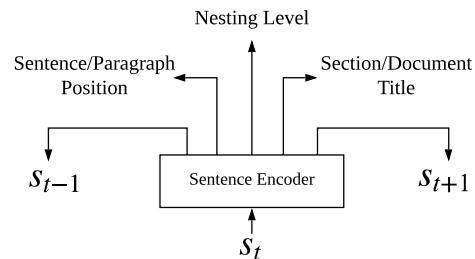 Nesting Level
Sentence/Paragraph
Position
Section/Document
Title
s_{t−1}
Sentence Encoder
s_{t+1}
s_t